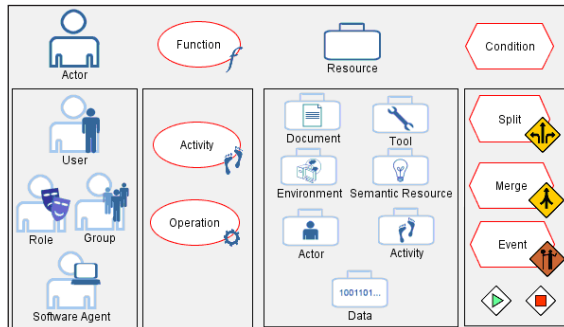 Actor
Function
Resource
Condition
User
Role
Group
Software Agent
Activity
Operation
Document
Tool
Environment
Semantic Resource
Actor
Activity
1001101...
Data
Split
Merge
Event